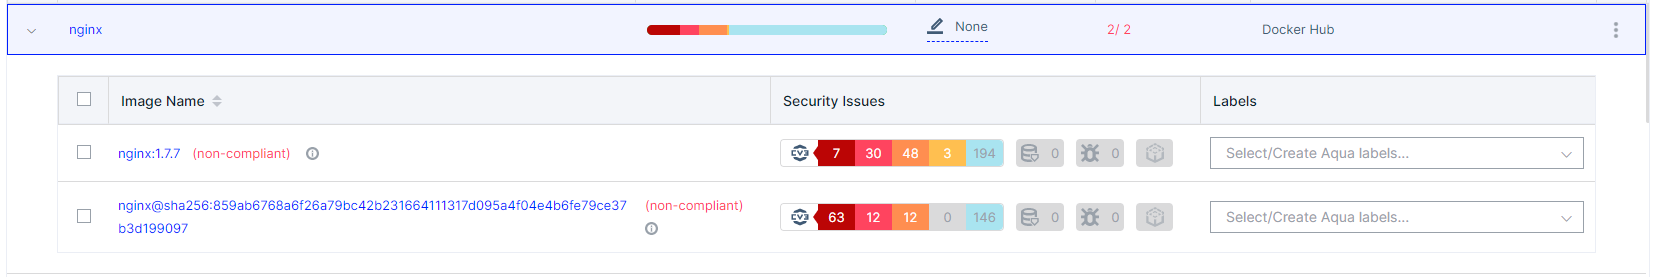 nginx None 2/ 2 Docker Hub
Image Name Security Issues Labels
nginx:1.7.7 (non-compliant) CVE 7 30 48 3 194 0 0 Select/Create Aqua labels...
nginx@sha256:859ab6768a6f26a79bc42b231664111317d095a4f04e4b6fe79ce37 (non-compliant) CVE 63 12 12 0 146 0 0 Select/Create Aqua labels...
b3d199097